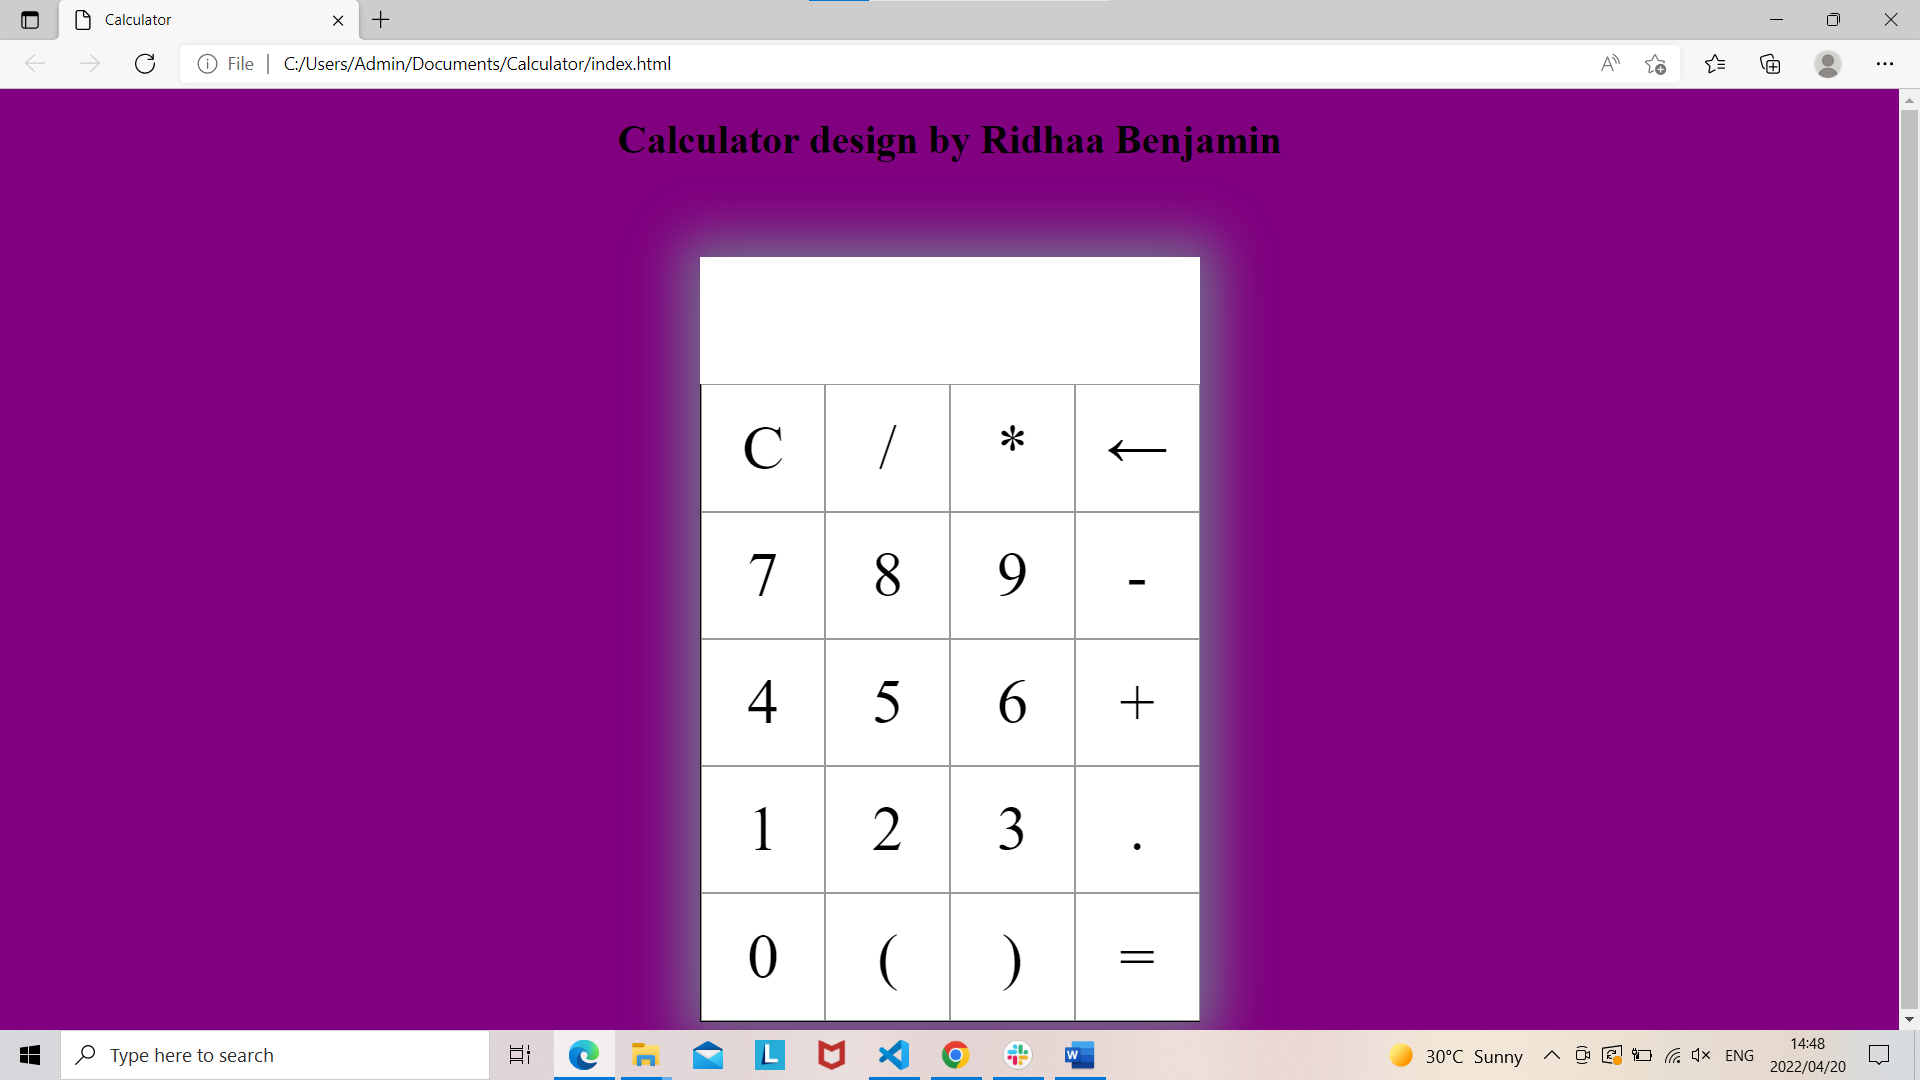 Calculator
File
C:/Users/Admin/Documents/Calculator/index.html
Calculator design by Ridhaa Benjamin
C / * ←
7 8 9 -
4 5 6 +
1 2 3 .
0 ( ) =
Type here to search
30°C Sunny
ENG
14:48
2022/04/20